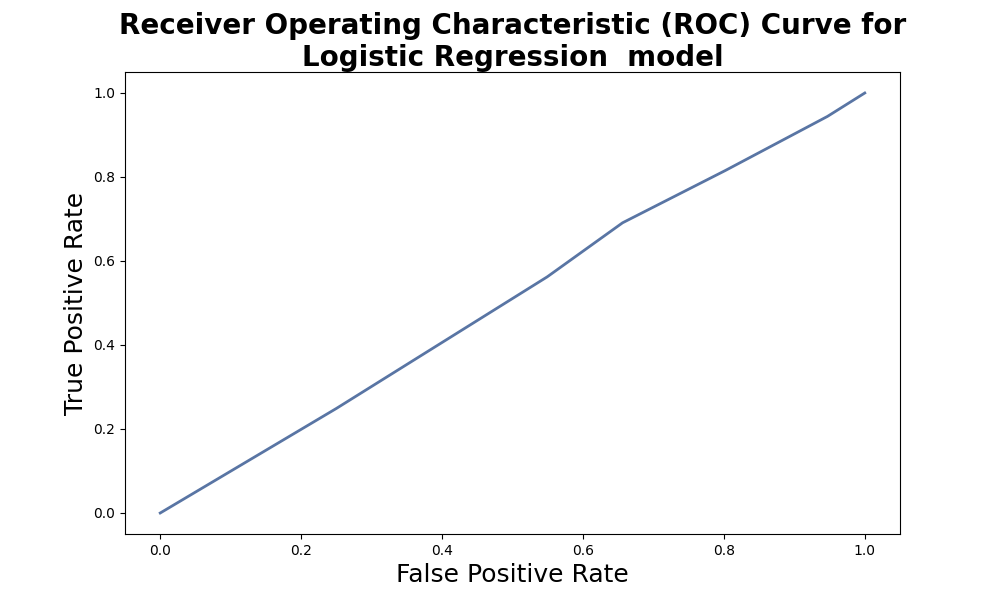 Receiver Operating Characteristic (ROC) Curve for
Logistic Regression  model
1.0
0.8
0.6
0.4
0.2
0.0
True Positive Rate
0.0 0.2 0.4 0.6 0.8 1.0
False Positive Rate